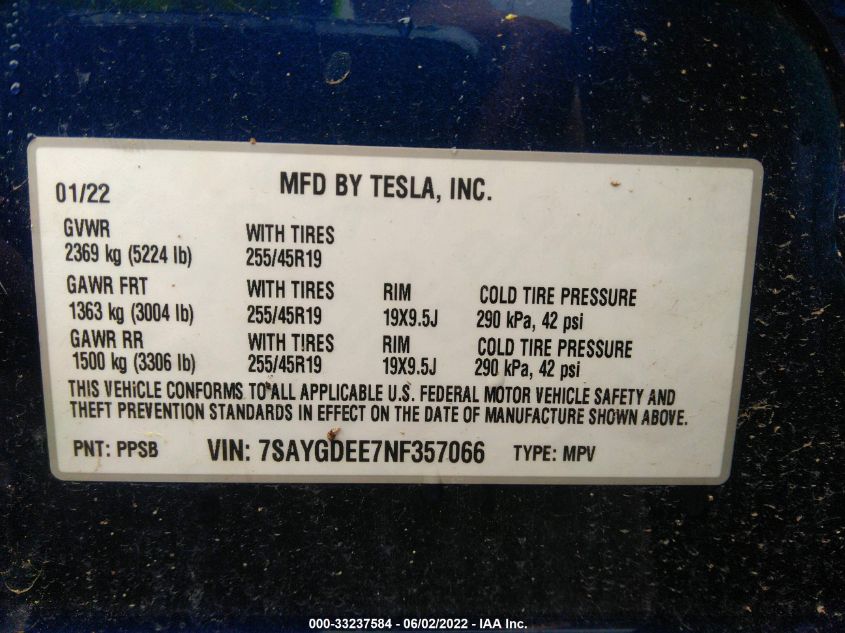 01/22 MFD BY TESLA, INC.
GVWR WITH TIRES
2369 kg (5224 lb) 255/45R19
GAWR FRT WITH TIRES RIM COLD TIRE PRESSURE
1363 kg (3004 lb) 255/45R19 19X9.5J 290 kPa, 42 psi
GAWR RR WITH TIRES RIM COLD TIRE PRESSURE
1500 kg (3306 lb) 255/45R19 19X9.5J 290 kPa, 42 psi
THIS VEHICLE CONFORMS TO ALL APPLICABLE U.S. FEDERAL MOTOR VEHICLE SAFETY AND
THEFT PREVENTION STANDARDS IN EFFECT ON THE DATE OF MANUFACTURE SHOWN ABOVE.
PNT: PPSB VIN: 7SAYGDEE7NF357066 TYPE: MPV
000-33237584 - 06/02/2022 - IAA Inc.